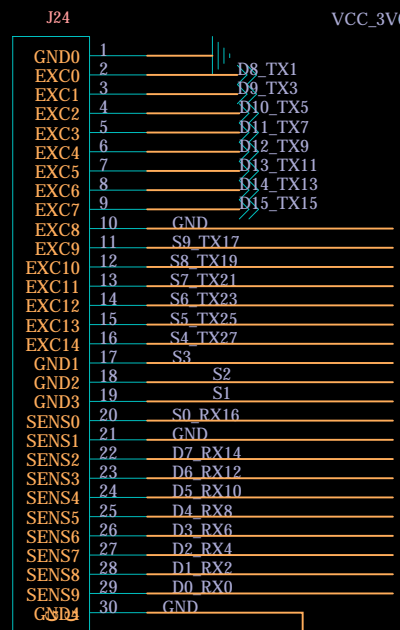 J24
VCC_3V
GND0 1
EXC0 2 D8_TX1
EXC1 3 D9_TX3
EXC2 4 D10_TX5
EXC3 5 D11_TX7
EXC4 6 D12_TX9
EXC5 7 D13_TX11
EXC6 8 D14_TX13
EXC7 9 D15_TX15
EXC8 10 GND
EXC9 11 S9_TX17
EXC10 12 S8_TX19
EXC11 13 S7_TX21
EXC12 14 S6_TX23
EXC13 15 S5_TX25
EXC14 16 S4_TX27
GND1 17 S3
GND2 18 S2
GND3 19 S1
SENS0 20 S0_RX16
SENS1 21 GND
SENS2 22 D7_RX14
SENS3 23 D6_RX12
SENS4 24 D5_RX10
SENS5 25 D4_RX8
SENS6 26 D3_RX6
SENS7 27 D2_RX4
SENS8 28 D1_RX2
SENS9 29 D0_RX0
GND4 30 GND